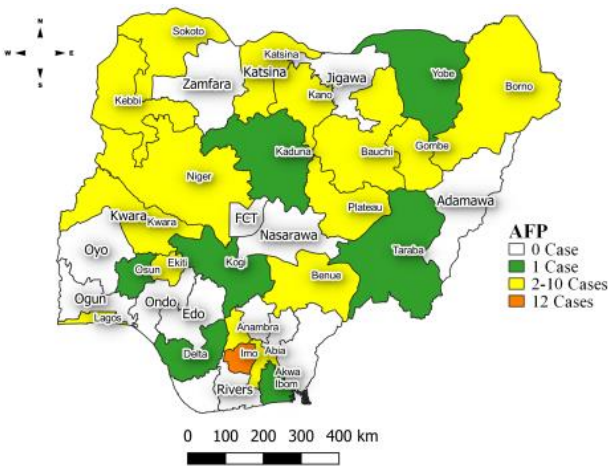 N
W E
S
Sokoto
Katsina
Katsina
Zamfara
Jigawa
Yobe
Borno
Kebbi
Kano
Kaduna
Bauchi
Gombe
Niger
Adamawa
Plateau
Kwara
Kwara
FCT
Nasarawa
Taraba
Oyo
Osun
Ekiti
Kogi
Benue
Ogun
Ondo
Edo
Lagos
Anambra
Delta
Imo
Abia
Akwa
Ibom
Rivers
AFP
0 Case
1 Case
2-10 Cases
12 Cases
0 100 200 300 400 km